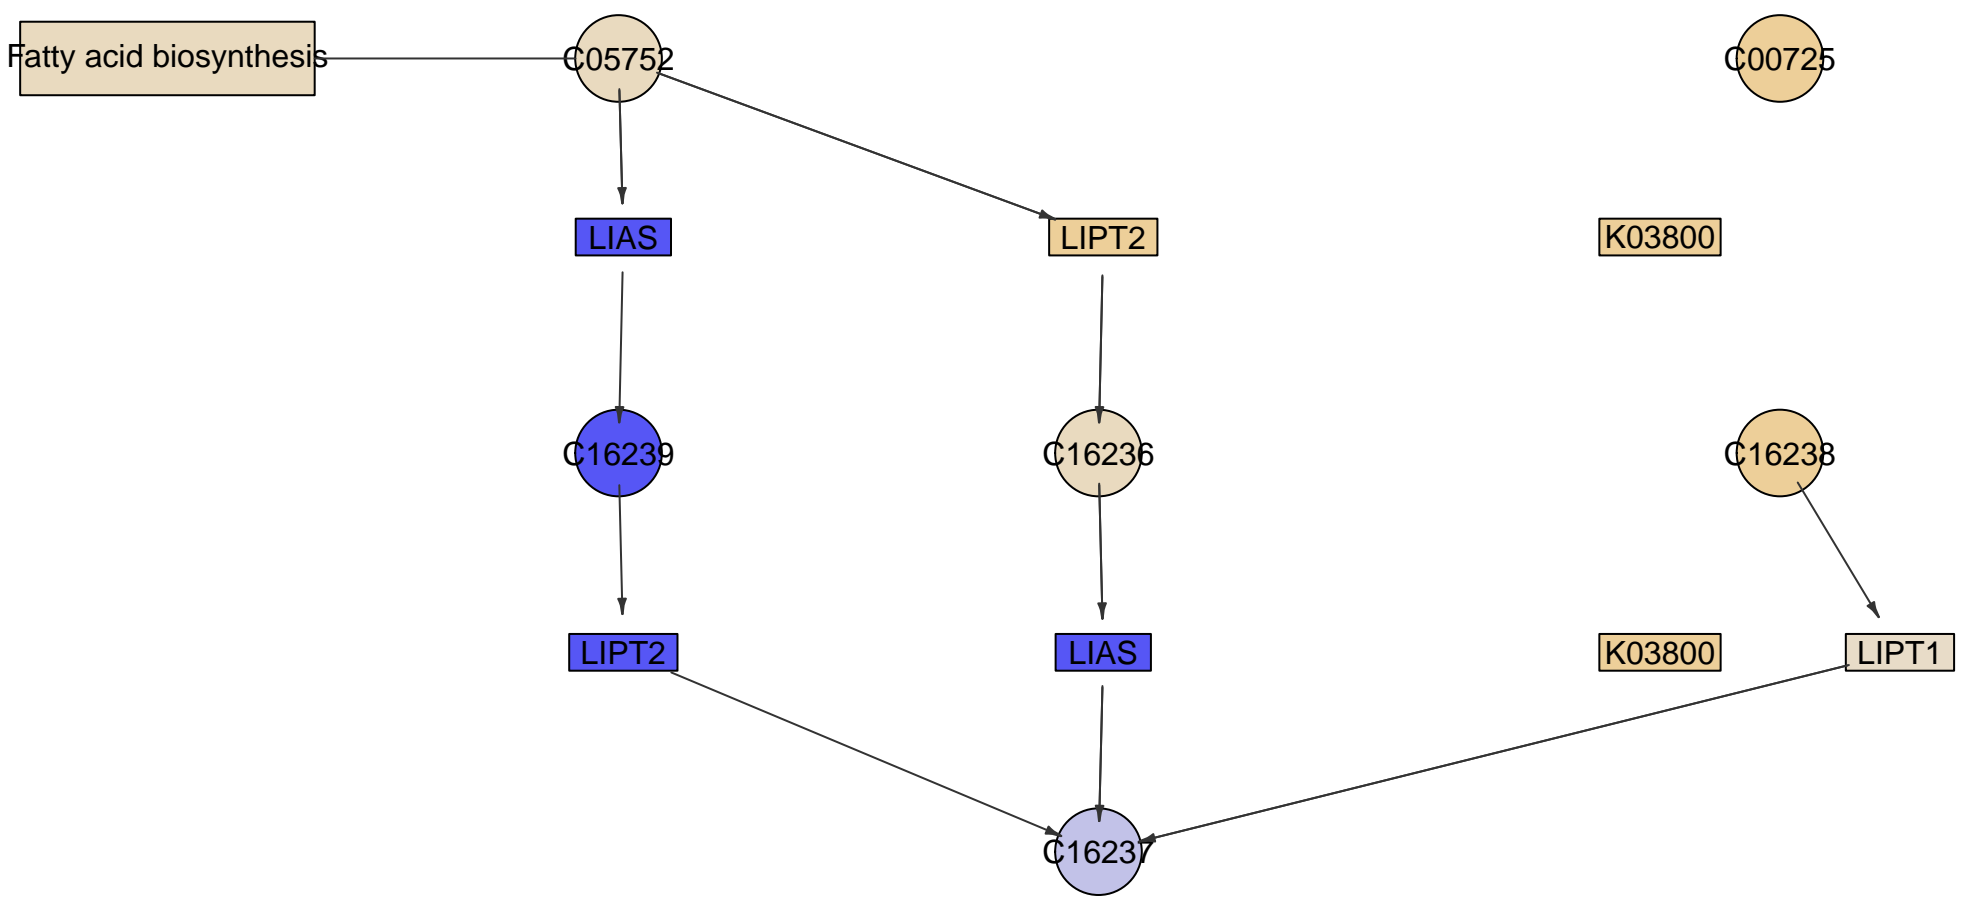 Fatty acid biosynthesis
C05752
C00725
LIAS
LIPT2
K03800
C16239
C16236
C16238
LIPT2
LIAS
K03800
LIPT1
C16237